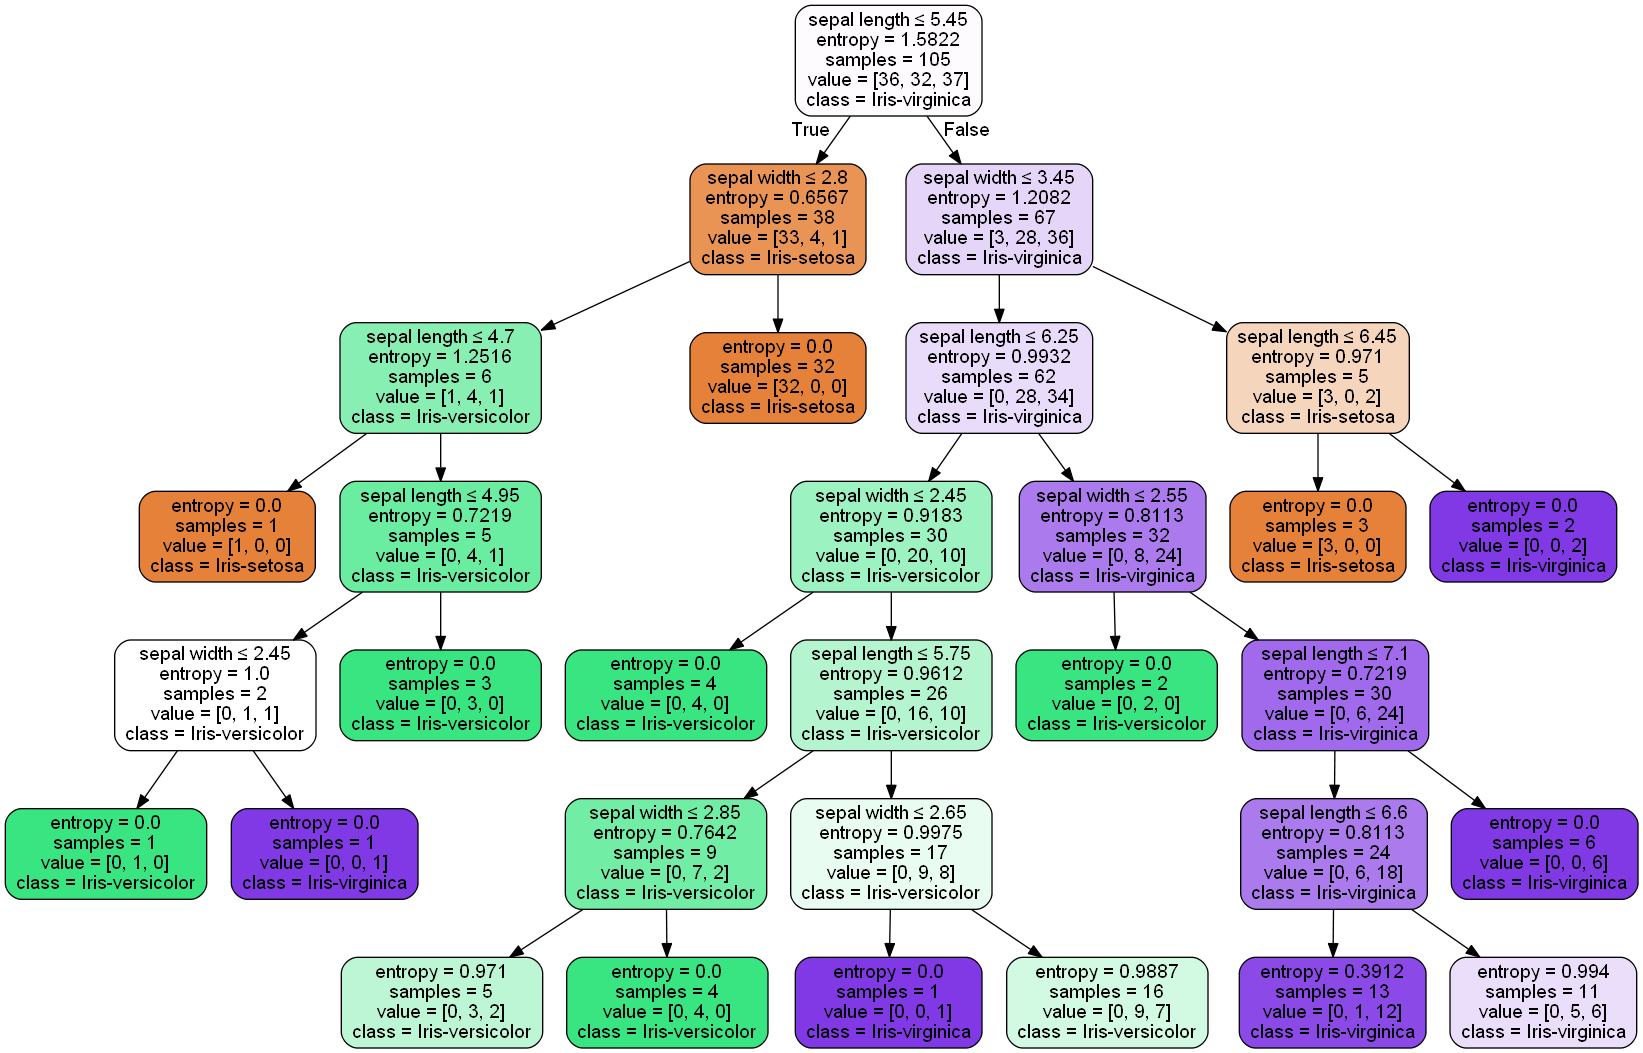 sepal length ≤ 5.45
entropy = 1.5822
samples = 105
value = [36, 32, 37]
class = Iris-virginica
True
False
sepal width ≤ 2.8
entropy = 0.6567
samples = 38
value = [33, 4, 1]
class = Iris-setosa
sepal width ≤ 3.45
entropy = 1.2082
samples = 67
value = [3, 28, 36]
class = Iris-virginica
sepal length ≤ 4.7
entropy = 1.2516
samples = 6
value = [1, 4, 1]
class = Iris-versicolor
entropy = 0.0
samples = 32
value = [32, 0, 0]
class = Iris-setosa
sepal length ≤ 6.25
entropy = 0.9932
samples = 62
value = [0, 28, 34]
class = Iris-virginica
sepal length ≤ 6.45
entropy = 0.971
samples = 5
value = [3, 0, 2]
class = Iris-setosa
entropy = 0.0
samples = 1
value = [1, 0, 0]
class = Iris-setosa
sepal length ≤ 4.95
entropy = 0.7219
samples = 5
value = [0, 4, 1]
class = Iris-versicolor
sepal width ≤ 2.45
entropy = 0.9183
samples = 30
value = [0, 20, 10]
class = Iris-versicolor
sepal width ≤ 2.55
entropy = 0.8113
samples = 32
value = [0, 8, 24]
class = Iris-virginica
entropy = 0.0
samples = 3
value = [3, 0, 0]
class = Iris-setosa
entropy = 0.0
samples = 2
value = [0, 0, 2]
class = Iris-virginica
sepal width ≤ 2.45
entropy = 1.0
samples = 2
value = [0, 1, 1]
class = Iris-versicolor
entropy = 0.0
samples = 3
value = [0, 3, 0]
class = Iris-versicolor
entropy = 0.0
samples = 4
value = [0, 4, 0]
class = Iris-versicolor
sepal length ≤ 5.75
entropy = 0.9612
samples = 26
value = [0, 16, 10]
class = Iris-versicolor
entropy = 0.0
samples = 2
value = [0, 2, 0]
class = Iris-versicolor
sepal length ≤ 7.1
entropy = 0.7219
samples = 30
value = [0, 6, 24]
class = Iris-virginica
entropy = 0.0
samples = 1
value = [0, 1, 0]
class = Iris-versicolor
entropy = 0.0
samples = 1
value = [0, 0, 1]
class = Iris-virginica
sepal width ≤ 2.85
entropy = 0.7642
samples = 9
value = [0, 7, 2]
class = Iris-versicolor
sepal width ≤ 2.65
entropy = 0.9975
samples = 17
value = [0, 9, 8]
class = Iris-versicolor
sepal length ≤ 6.6
entropy = 0.8113
samples = 24
value = [0, 6, 18]
class = Iris-virginica
entropy = 0.0
samples = 6
value = [0, 0, 6]
class = Iris-virginica
entropy = 0.971
samples = 5
value = [0, 3, 2]
class = Iris-versicolor
entropy = 0.0
samples = 4
value = [0, 4, 0]
class = Iris-versicolor
entropy = 0.0
samples = 1
value = [0, 0, 1]
class = Iris-virginica
entropy = 0.9887
samples = 16
value = [0, 9, 7]
class = Iris-versicolor
entropy = 0.3912
samples = 13
value = [0, 1, 12]
class = Iris-virginica
entropy = 0.994
samples = 11
value = [0, 5, 6]
class = Iris-virginica